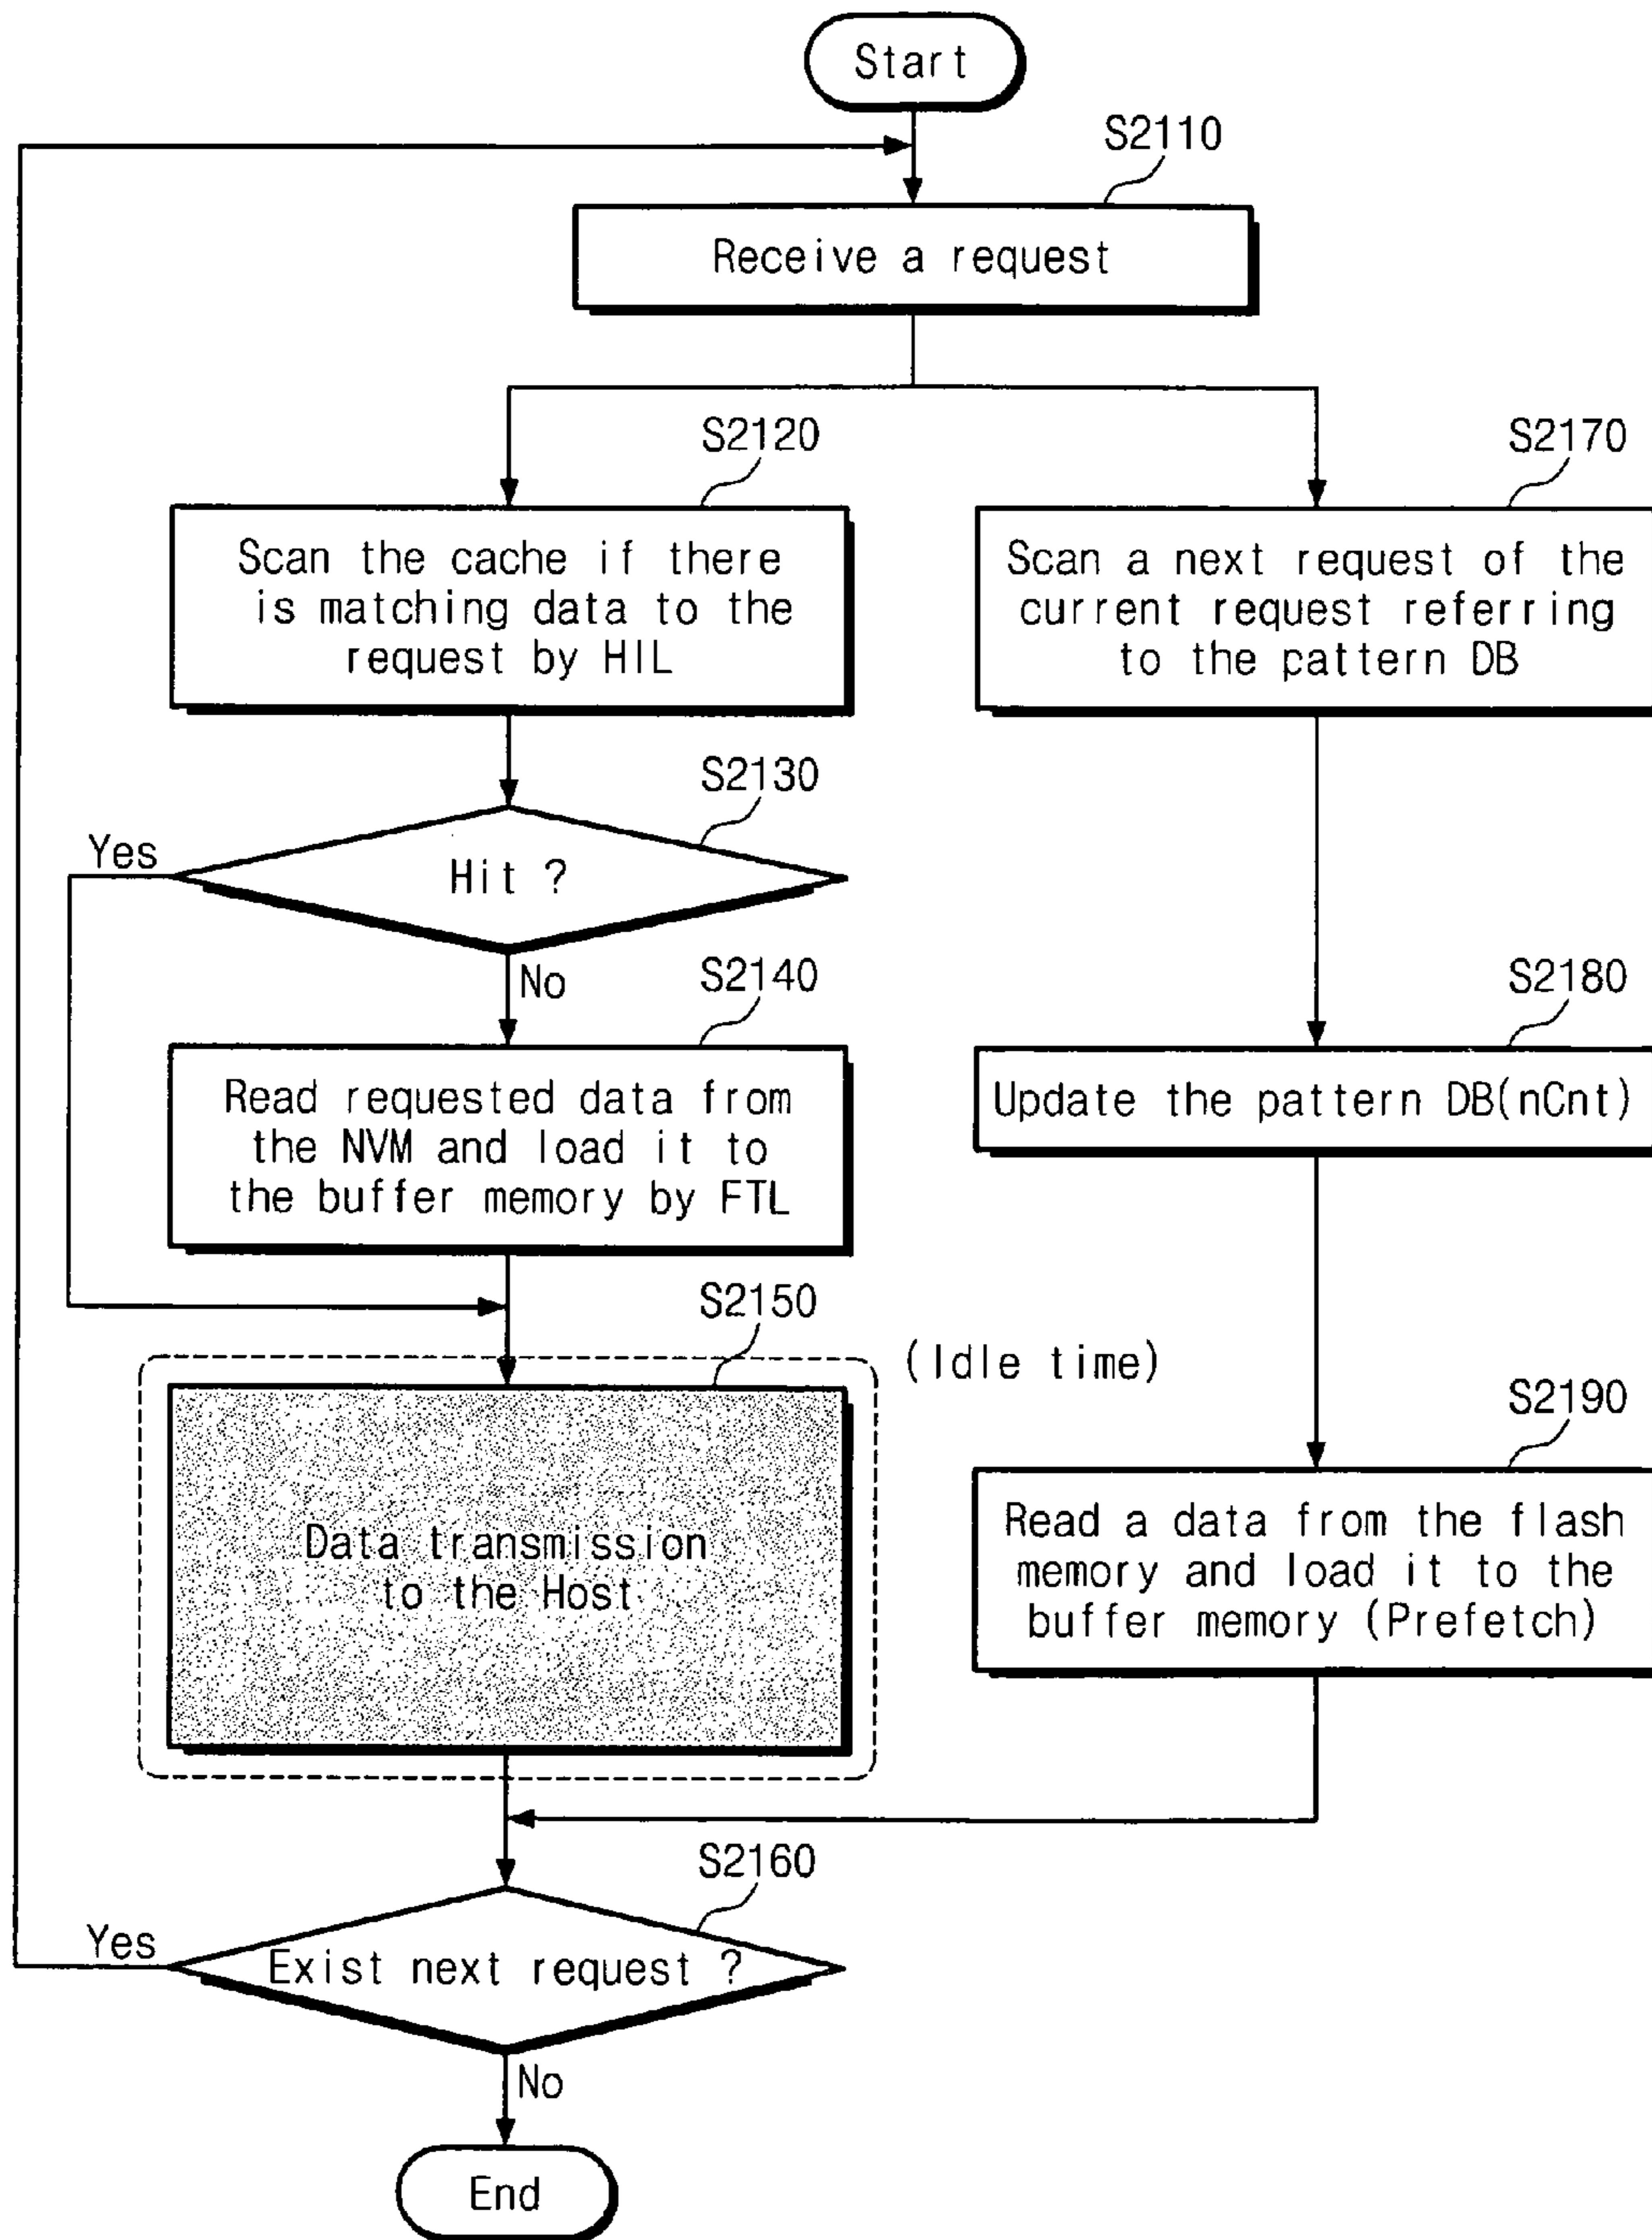 Start
S2110
Receive a request
S2120
S2170
Scan the cache if there
is matching data to the
request by HIL
Scan a next request of the
current request referring
to the pattern DB
S2130
Yes
Hit ?
No
S2140
S2180
Read requested data from
the NVM and load it to
the buffer memory by FTL
Update the pattern DB(nCnt)
S2150
(Idle time)
Data transmission
to the Host
S2190
Read a data from the flash
memory and load it to the
buffer memory (Prefetch)
S2160
Yes
Exist next request ?
No
End